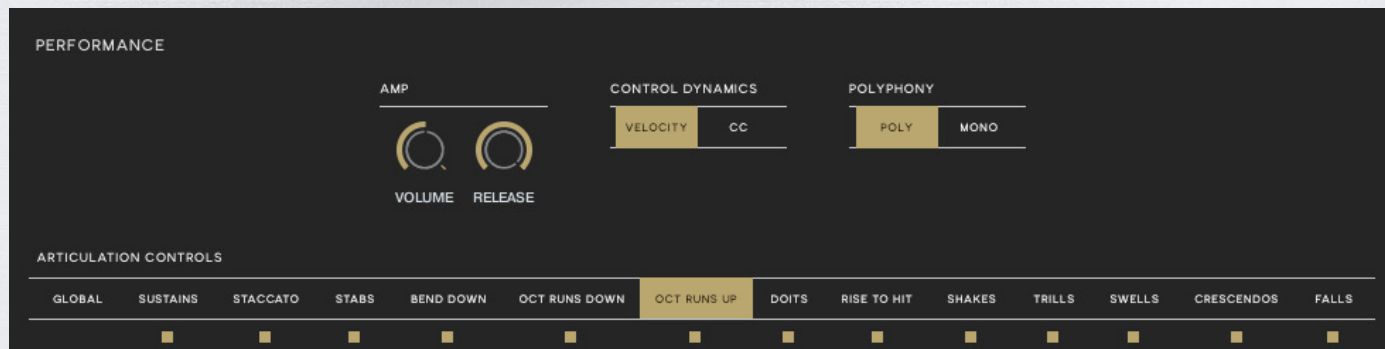 PERFORMANCE
AMP CONTROL DYNAMICS POLYPHONY
VELOCITY CC POLY MONO
VOLUME RELEASE
ARTICULATION CONTROLS
GLOBAL SUSTAINS STACCATO STABS BEND DOWN OCT RUNS DOWN OCT RUNS UP DOITS RISE TO HIT SHAKES TRILLS SWELLS CRESCENDOS FALLS